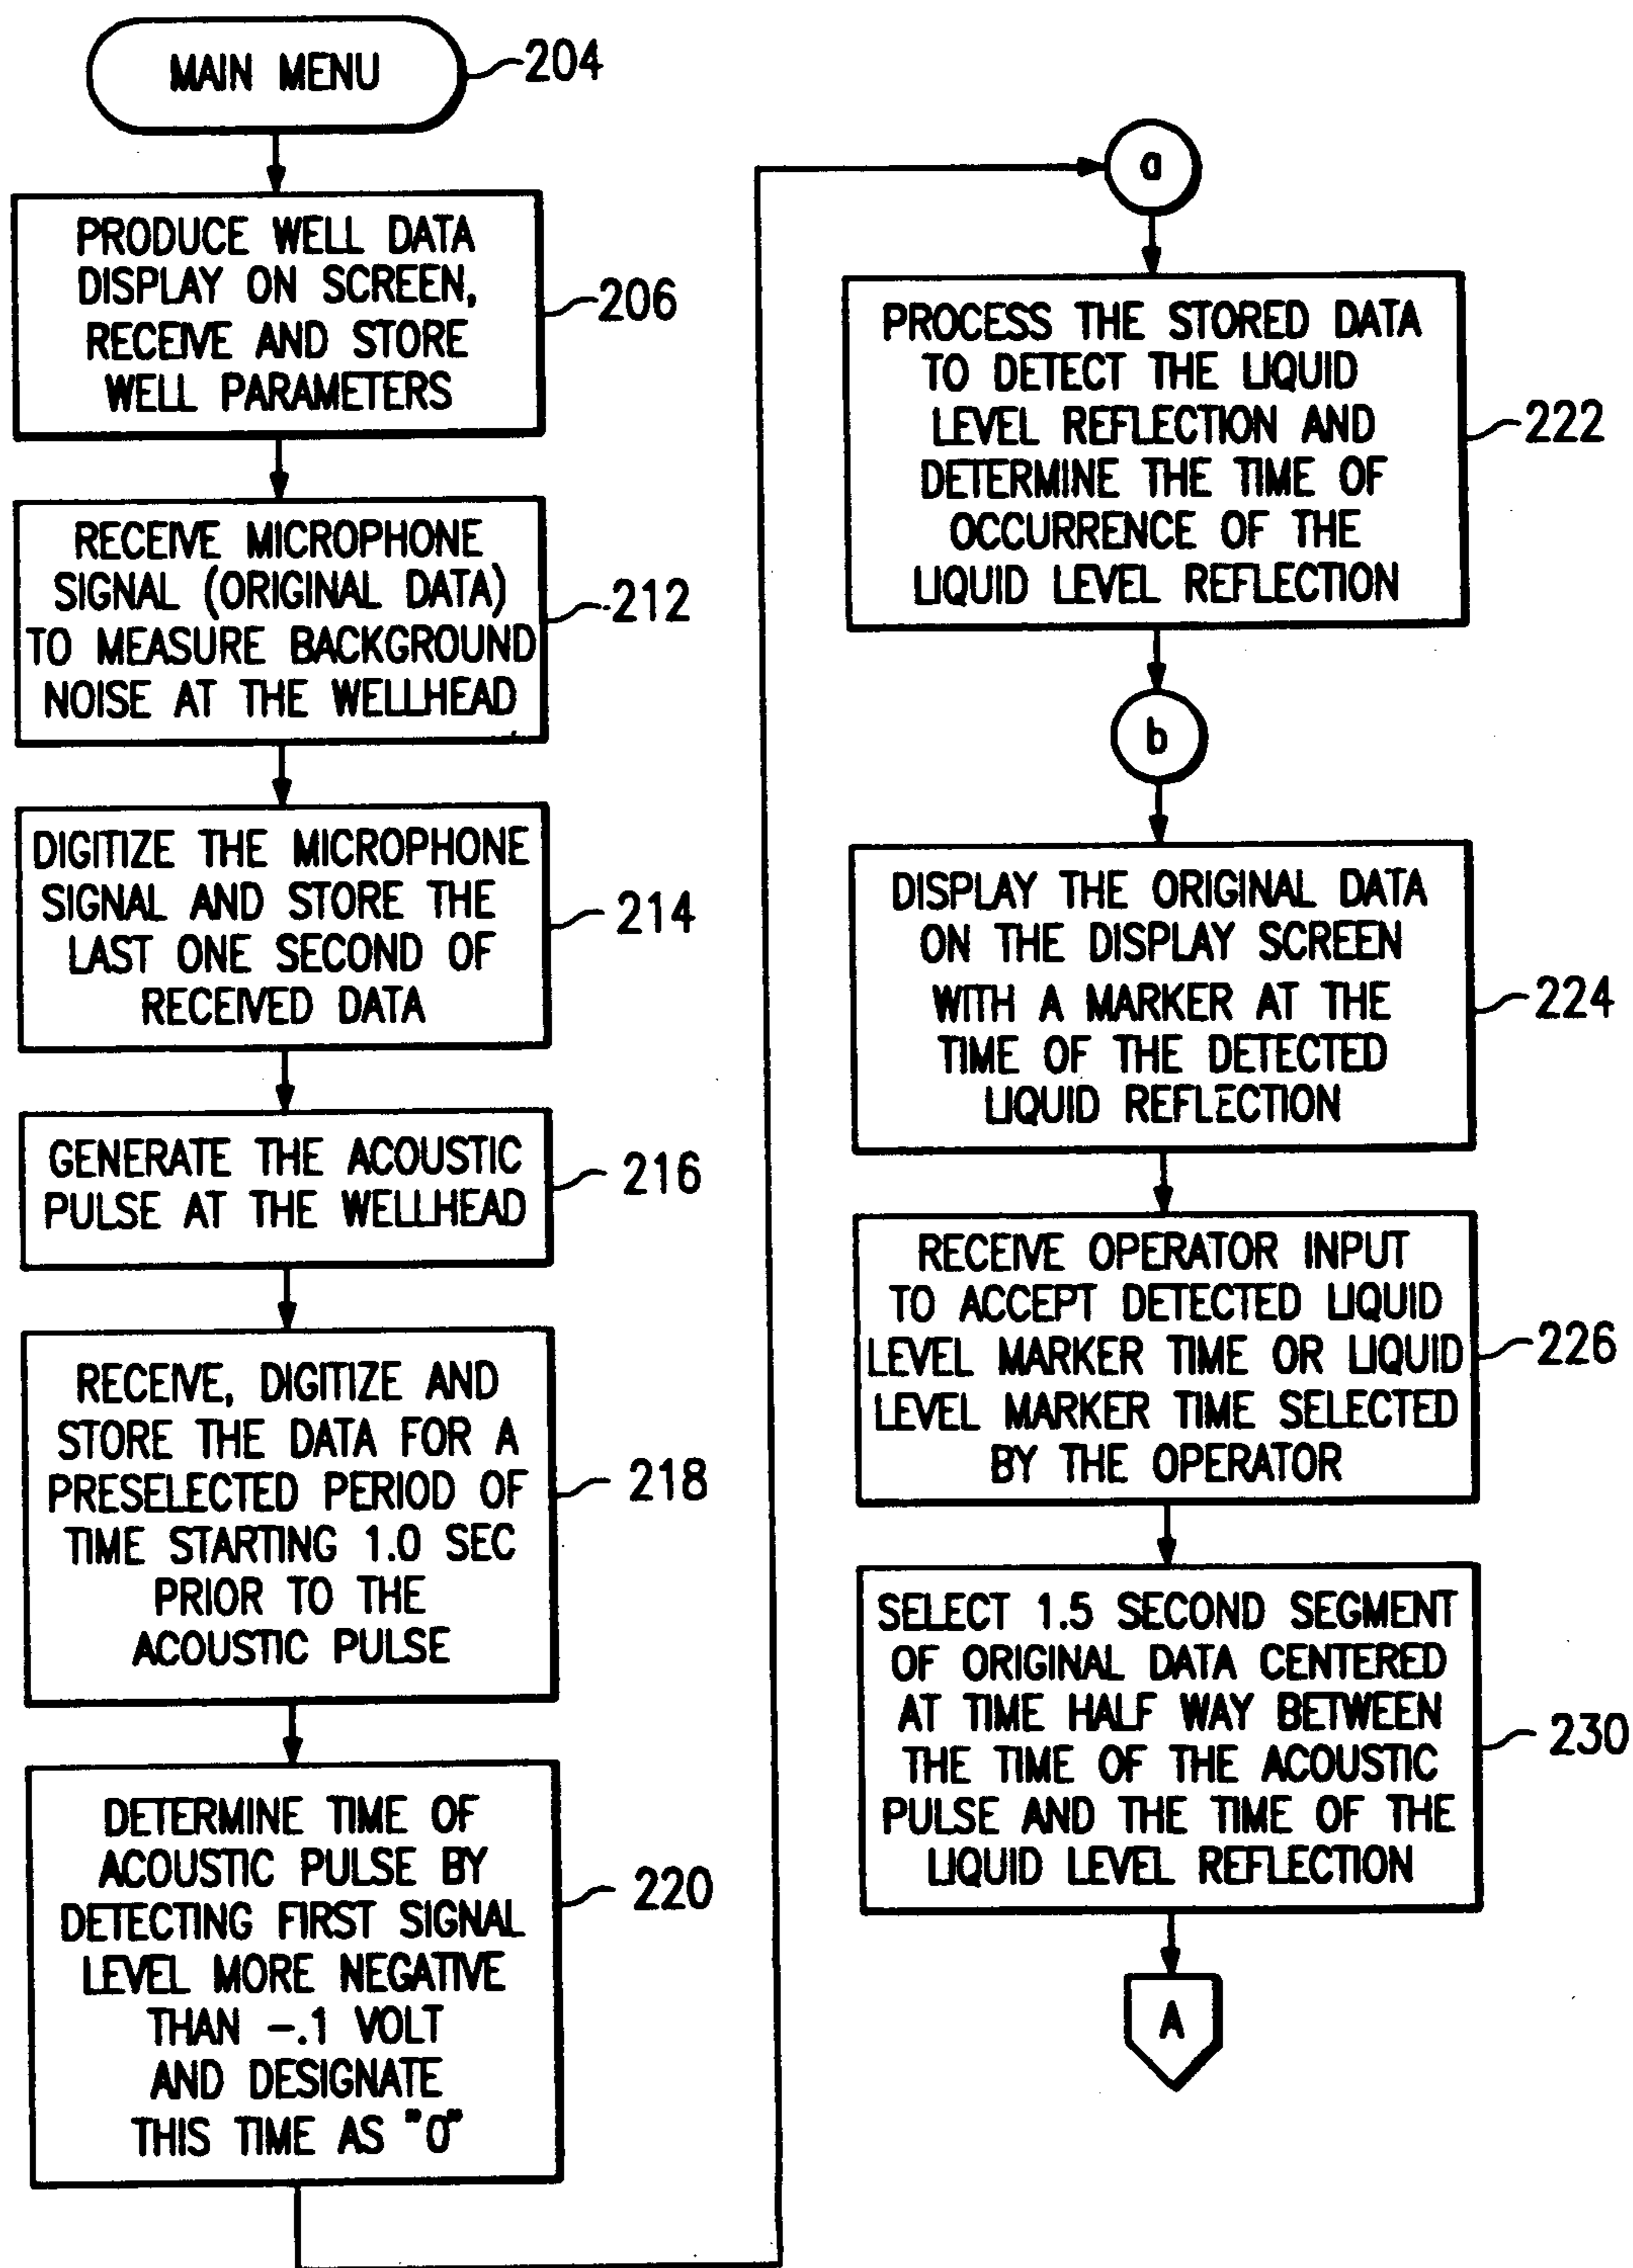 MAIN MENU
204
PRODUCE WELL DATA
DISPLAY ON SCREEN,
RECEIVE AND STORE
WELL PARAMETERS
206
RECEIVE MICROPHONE
SIGNAL (ORIGINAL DATA)
TO MEASURE BACKGROUND
NOISE AT THE WELLHEAD
212
DIGITIZE THE MICROPHONE
SIGNAL AND STORE THE
LAST ONE SECOND OF
RECEIVED DATA
214
GENERATE THE ACOUSTIC
PULSE AT THE WELLHEAD
216
RECEIVE, DIGITIZE AND
STORE THE DATA FOR A
PRESELECTED PERIOD OF
TIME STARTING 1.0 SEC
PRIOR TO THE
ACOUSTIC PULSE
218
DETERMINE TIME OF
ACOUSTIC PULSE BY
DETECTING FIRST SIGNAL
LEVEL MORE NEGATIVE
THAN -.1 VOLT
AND DESIGNATE
THIS TIME AS "0"
220
a
PROCESS THE STORED DATA
TO DETECT THE LIQUID
LEVEL REFLECTION AND
DETERMINE THE TIME OF
OCCURRENCE OF THE
LIQUID LEVEL REFLECTION
222
b
DISPLAY THE ORIGINAL DATA
ON THE DISPLAY SCREEN
WITH A MARKER AT THE
TIME OF THE DETECTED
LIQUID REFLECTION
224
RECEIVE OPERATOR INPUT
TO ACCEPT DETECTED LIQUID
LEVEL MARKER TIME OR LIQUID
LEVEL MARKER TIME SELECTED
BY THE OPERATOR
226
SELECT 1.5 SECOND SEGMENT
OF ORIGINAL DATA CENTERED
AT TIME HALF WAY BETWEEN
THE TIME OF THE ACOUSTIC
PULSE AND THE TIME OF THE
LIQUID LEVEL REFLECTION
230
A